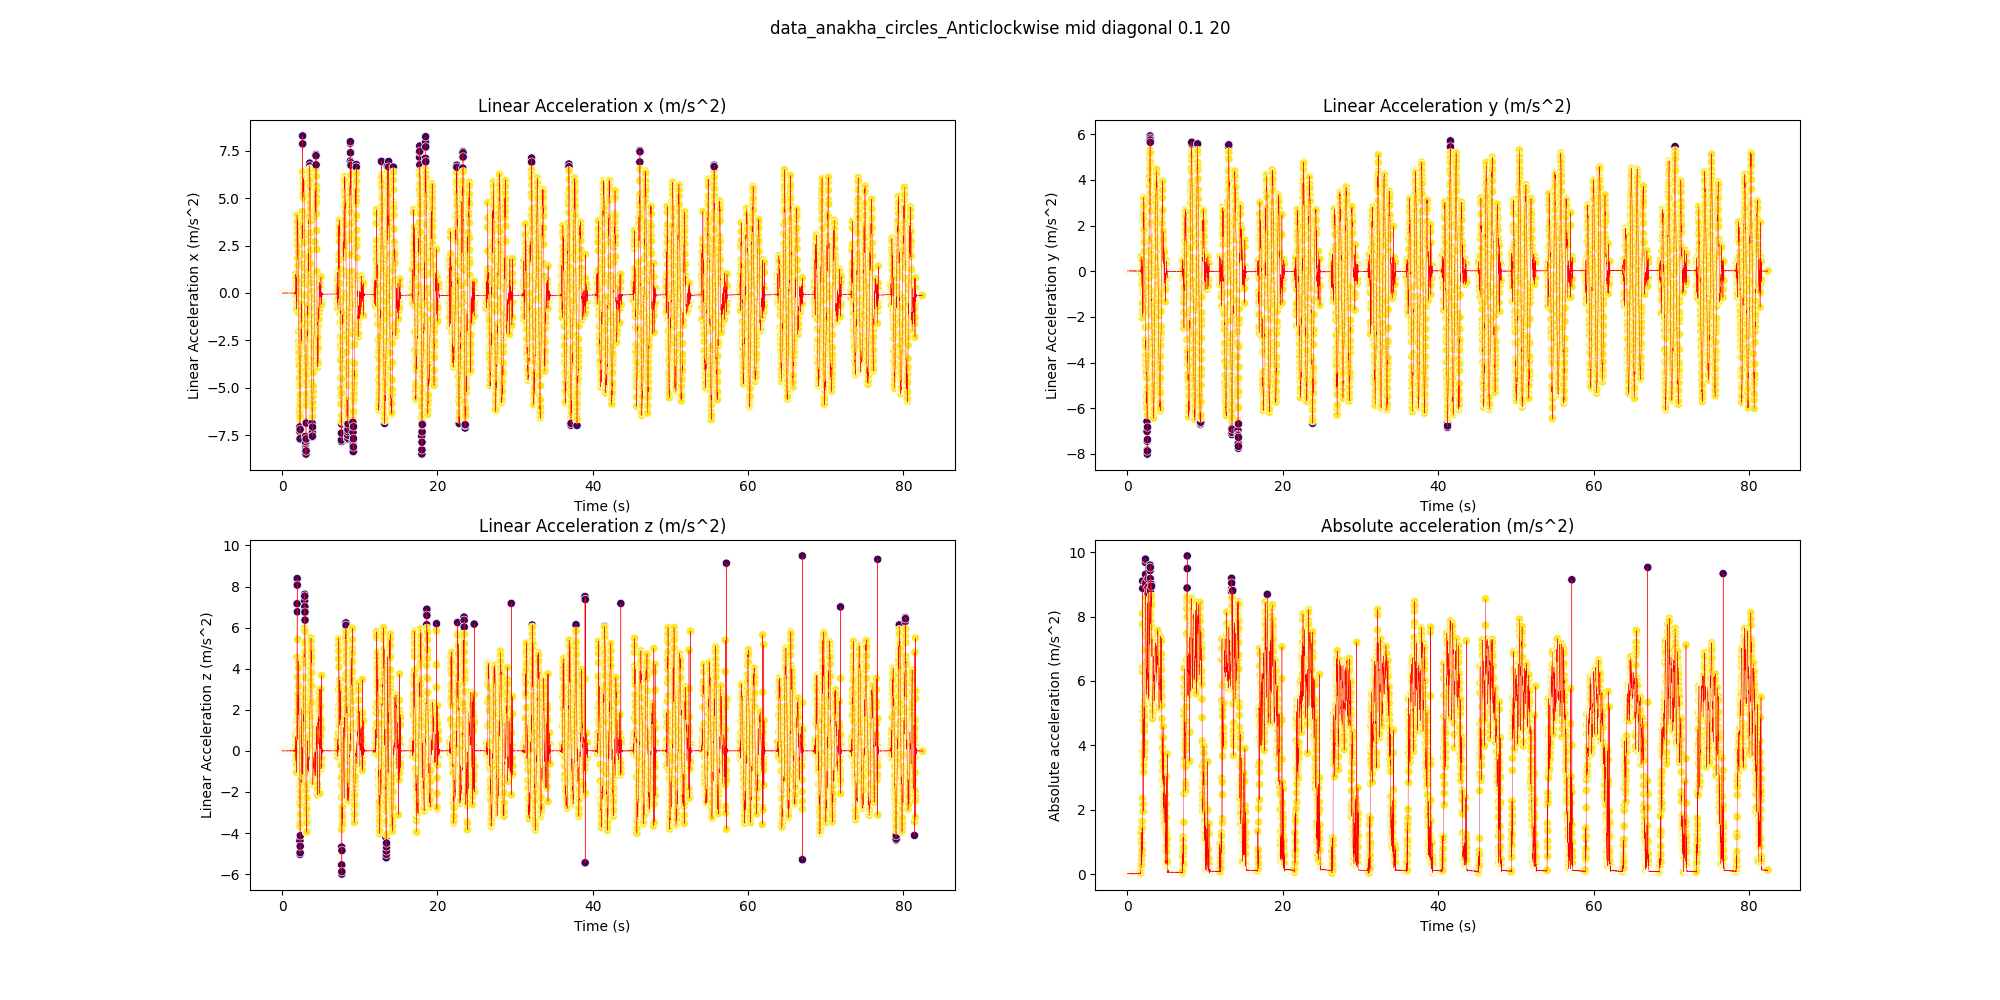 data_anakha_circles_Anticlockwise mid diagonal 0.1 20
Linear Acceleration x (m/s^2)
Linear Acceleration x (m/s^2)
7.5
5.0
2.5
0.0
−2.5
−5.0
−7.5
0 20 40 60 80
Time (s)
Linear Acceleration y (m/s^2)
Linear Acceleration y (m/s^2)
6
4
2
0
−2
−4
−6
−8
0 20 40 60 80
Time (s)
Linear Acceleration z (m/s^2)
Linear Acceleration z (m/s^2)
10
8
6
4
2
0
−2
−4
−6
0 20 40 60 80
Time (s)
Absolute acceleration (m/s^2)
Absolute acceleration (m/s^2)
10
8
6
4
2
0
0 20 40 60 80
Time (s)